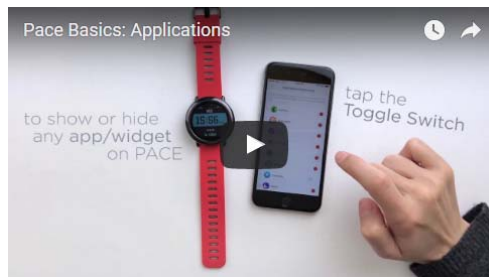 Pace Basics: Applications
to show or hide
any app/widget
on PACE
15:56
tap the
Toggle Switch